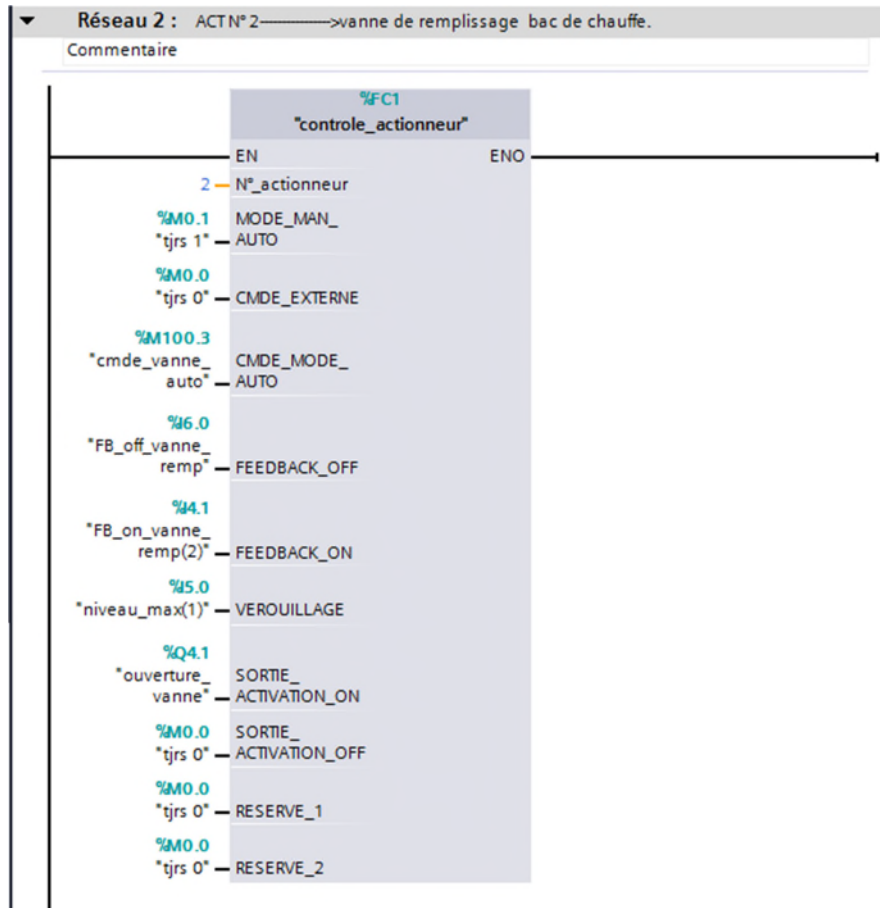 Réseau 2 : ACT N° 2-------------->vanne de remplissage bac de chauffe.
Commentaire
%FC1
"controle_actionneur"
EN ENO
2 N°_actionneur
%M0.1 MODE_MAN_
"tjrs 1" AUTO
%M0.0
"tjrs 0" CMDE_EXTERNE
%M100.3
"cmde_vanne_ CMDE_MODE_
auto" AUTO
%I6.0
"FB_off_vanne_
remp" FEEDBACK_OFF
%I4.1
"FB_on_vanne_
remp(2)" FEEDBACK_ON
%I5.0
"niveau_max(1)" VEROUILLAGE
%Q4.1
"ouverture_ SORTIE_
vanne" ACTIVATION_ON
%M0.0 SORTIE_
"tjrs 0" ACTIVATION_OFF
%M0.0
"tjrs 0" RESERVE_1
%M0.0
"tjrs 0" RESERVE_2